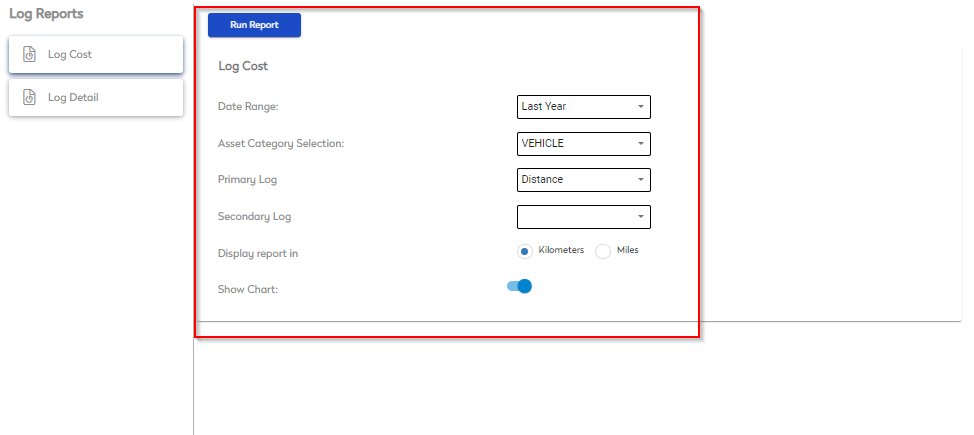 Log Reports
Log Cost
Log Detail
Run Report
Log Cost
Date Range: Last Year
Asset Category Selection: VEHICLE
Primary Log Distance
Secondary Log
Display report in Kilometers Miles
Show Chart: